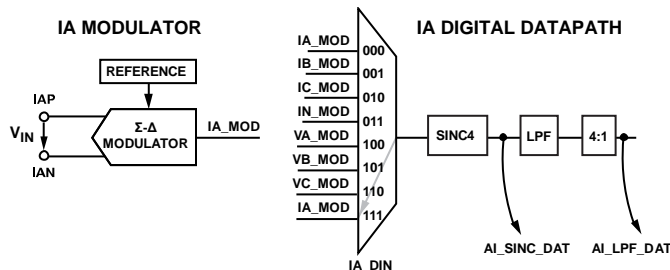 IA MODULATOR
REFERENCE
IAP
VIN
IAN
Σ-Δ
MODULATOR
IA_MOD
IA DIGITAL DATAPATH
IA_MOD 000
IB_MOD 001
IC_MOD 010
IN_MOD 011
VA_MOD 100
VB_MOD 101
VC_MOD 110
IA_MOD 111
IA_DIN
SINC4
LPF
4:1
AI_SINC_DAT
AI_LPF_DAT